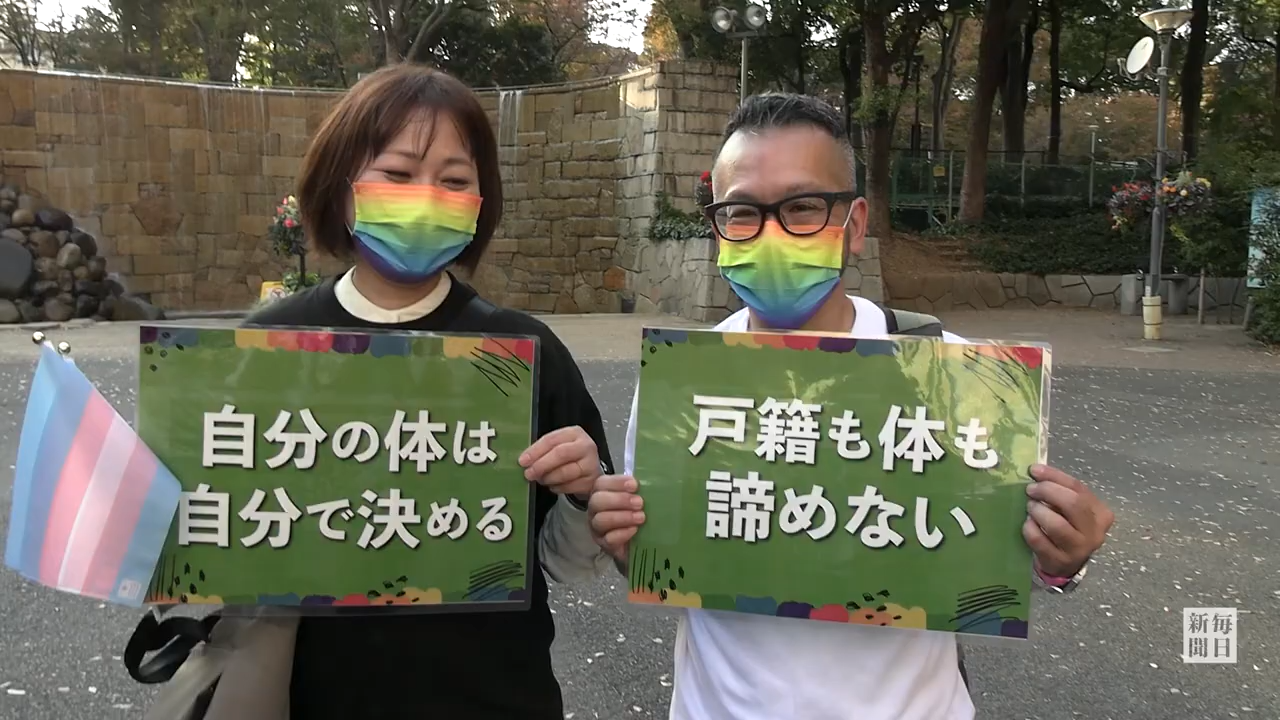 自分の体は
自分で決める
戸籍も体も
諦めない
毎日
新聞